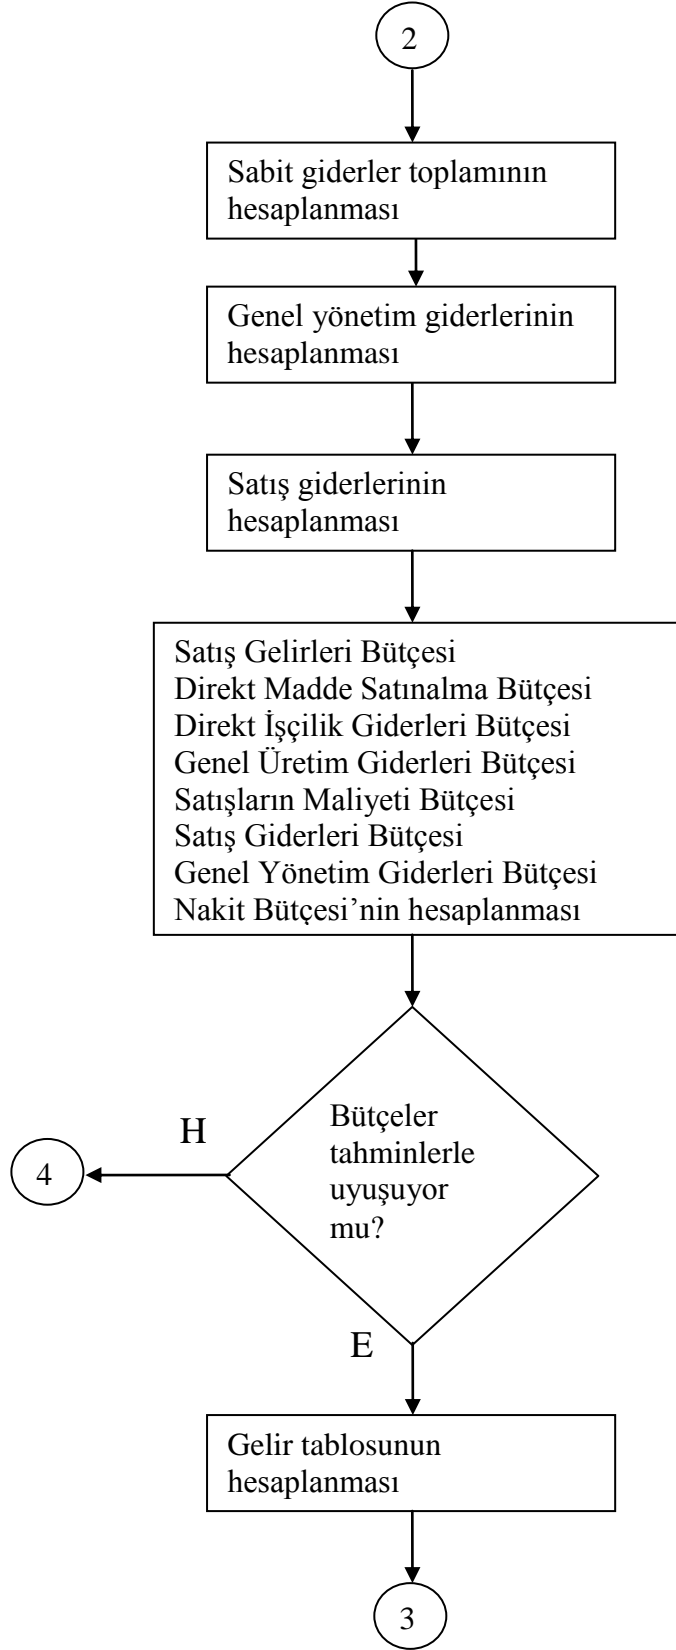 2
Sabit giderler toplamının
hesaplanması
Genel yönetim giderlerinin
hesaplanması
Satış giderlerinin
hesaplanması
Satış Gelirleri Bütçesi
Direkt Madde Satınalma Bütçesi
Direkt İşçilik Giderleri Bütçesi
Genel Üretim Giderleri Bütçesi
Satışların Maliyeti Bütçesi
Satış Giderleri Bütçesi
Genel Yönetim Giderleri Bütçesi
Nakit Bütçesi’nin hesaplanması
Bütçeler
tahminlerle
uyuşuyor
mu?
H
4
E
Gelir tablosunun
hesaplanması
3